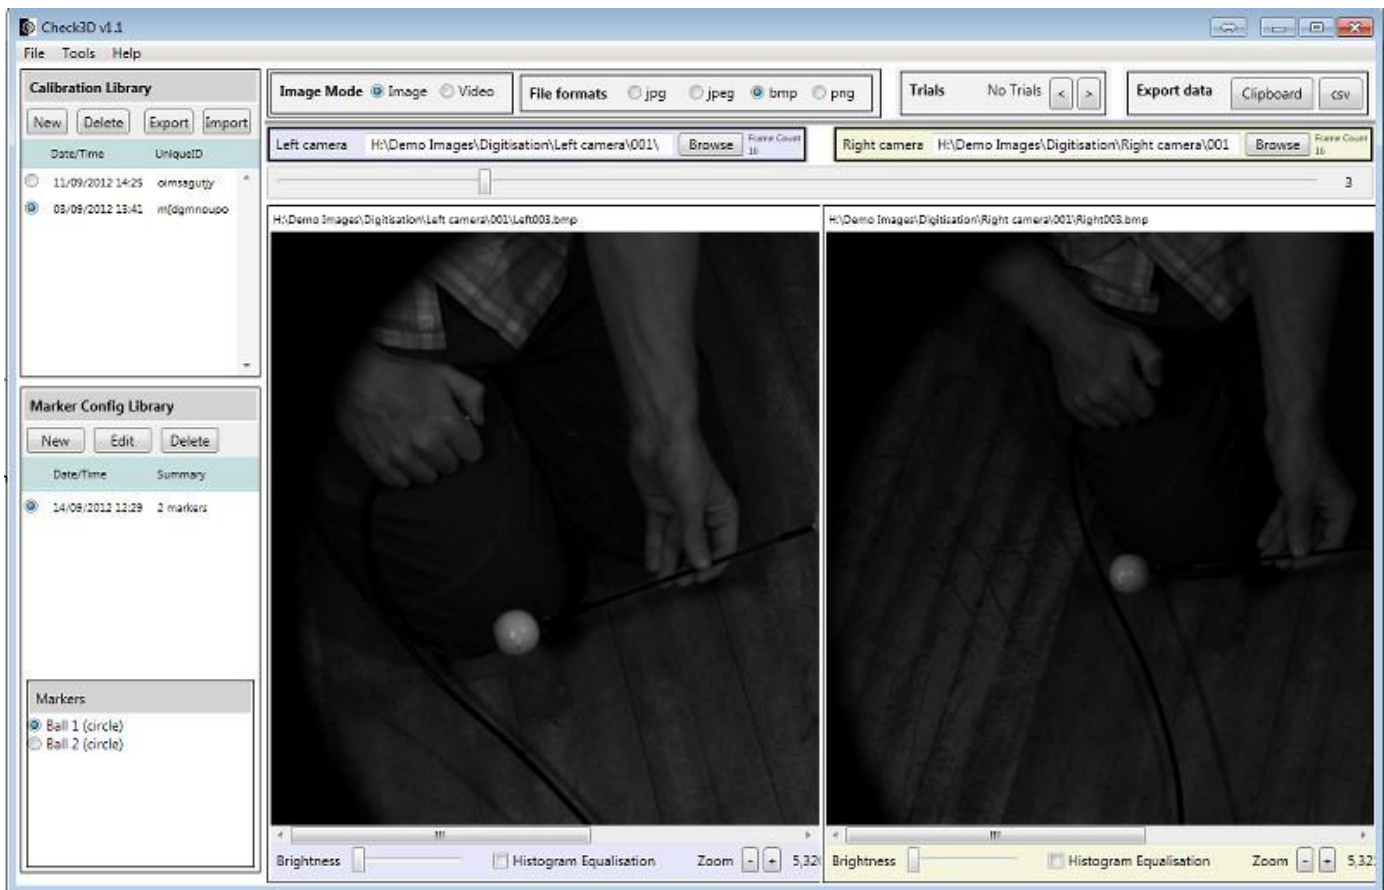 Check3D v1.1
File Tools Help
Calibration Library
New Delete Export Import
Date/Time UniqueID
11/09/2012 14:25 oimsagutjy
03/09/2012 13:41 m[dgmnoupo
Marker Config Library
New Edit Delete
Date/Time Summary
14/09/2012 12:29 2 markers
Markers
Ball 1 (circle)
Ball 2 (circle)
Image Mode Image Video
File formats jpg jpeg bmp png
Trials No Trials < >
Export data Clipboard csv
Left camera H:\Demo Images\Digitisation\Left camera\001\ Browse Frame Count 16
Right camera H:\Demo Images\Digitisation\Right camera\001 Browse Frame Count 16
3
H:\Demo Images\Digitisation\Left camera\001\Left003.bmp
H:\Demo Images\Digitisation\Right camera\001\Right003.bmp
Brightness Histogram Equalisation Zoom - +
Brightness Histogram Equalisation Zoom - +